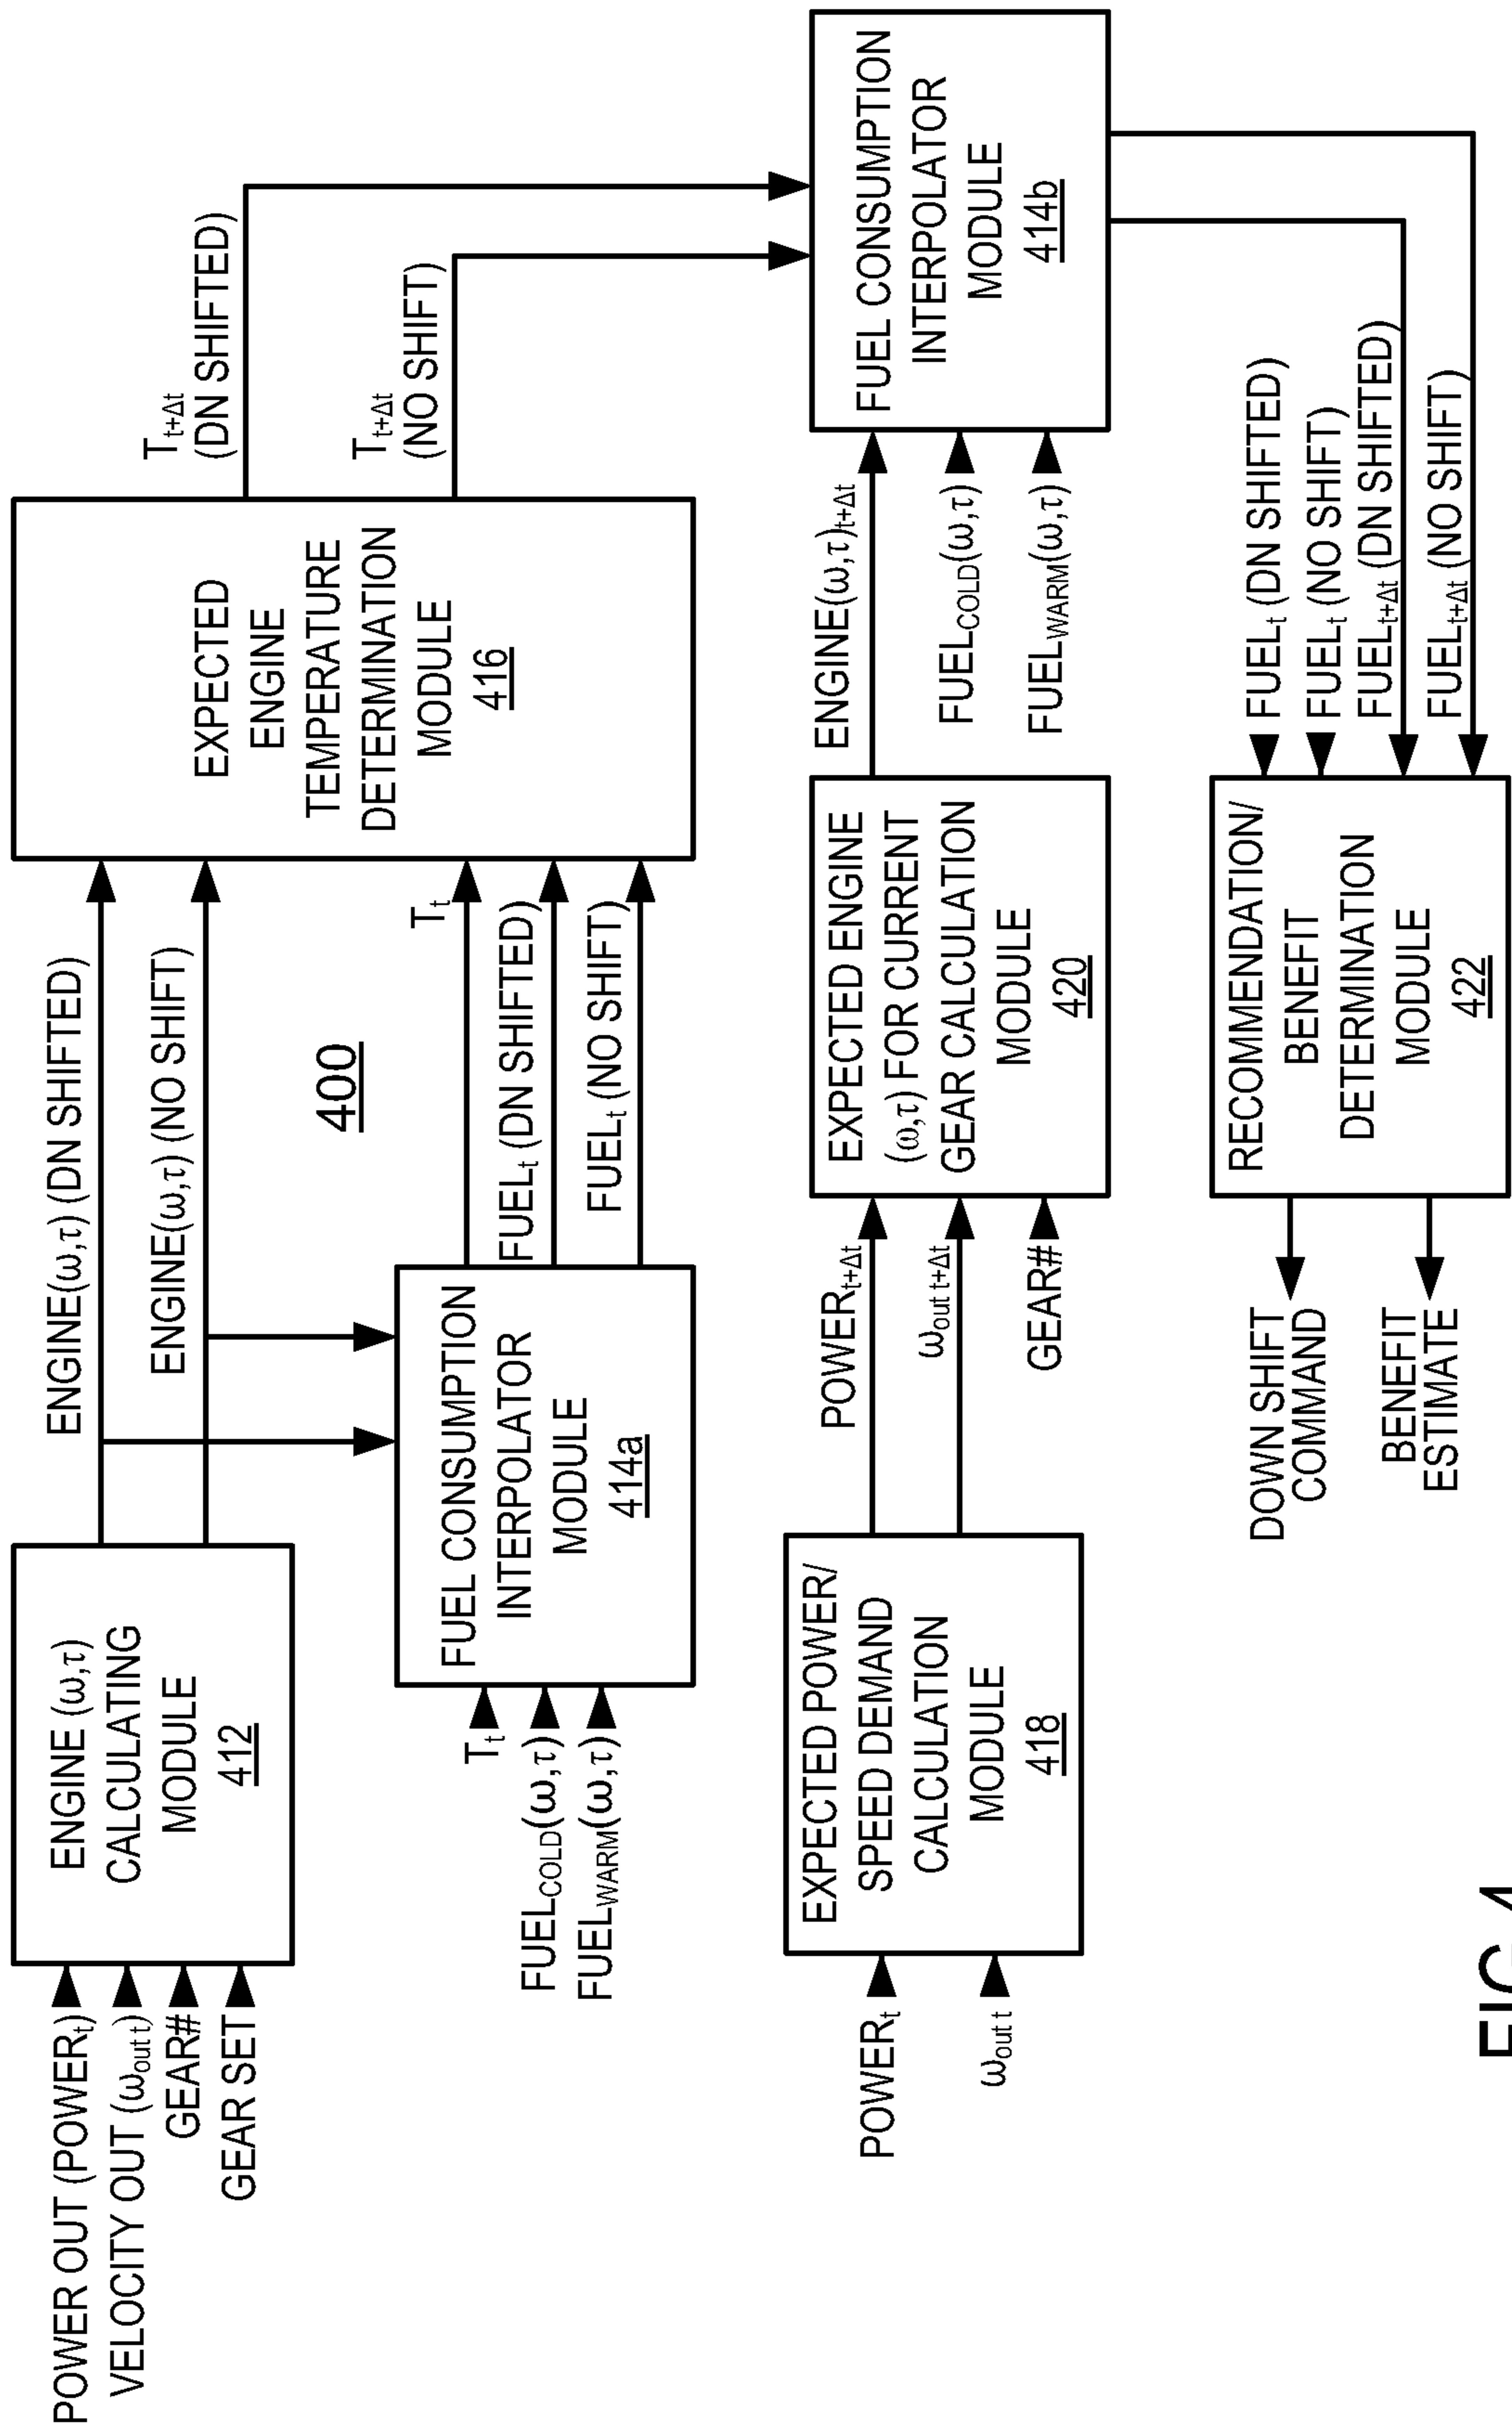 POWER OUT (POWERt)
VELOCITY OUT (ωout t)
GEAR#
GEAR SET
ENGINE (ω,τ)
CALCULATING
MODULE
412
ENGINE(ω,τ) (DN SHIFTED)
ENGINE(ω,τ) (NO SHIFT)
400
Tt
FUELCOLD(ω,τ)
FUELWARM(ω,τ)
FUEL CONSUMPTION
INTERPOLATOR
MODULE
414a
Tt
FUELt (DN SHIFTED)
FUELt (NO SHIFT)
EXPECTED
ENGINE
TEMPERATURE
DETERMINATION
MODULE
416
Tt+Δt
(DN SHIFTED)
Tt+Δt
(NO SHIFT)
POWERt
ωout t
EXPECTED POWER/
SPEED DEMAND
CALCULATION
MODULE
418
POWERt+Δt
ωout t+Δt
GEAR#
EXPECTED ENGINE
(ω,τ) FOR CURRENT
GEAR CALCULATION
MODULE
420
ENGINE(ω,τ)t+Δt
FUELCOLD(ω,τ)
FUELWARM(ω,τ)
FUEL CONSUMPTION
INTERPOLATOR
MODULE
414b
DOWN SHIFT
COMMAND
BENEFIT
ESTIMATE
RECOMMENDATION/
BENEFIT
DETERMINATION
MODULE
422
FUELt (DN SHIFTED)
FUELt (NO SHIFT)
FUELt+Δt (DN SHIFTED)
FUELt+Δt (NO SHIFT)
FIG 4